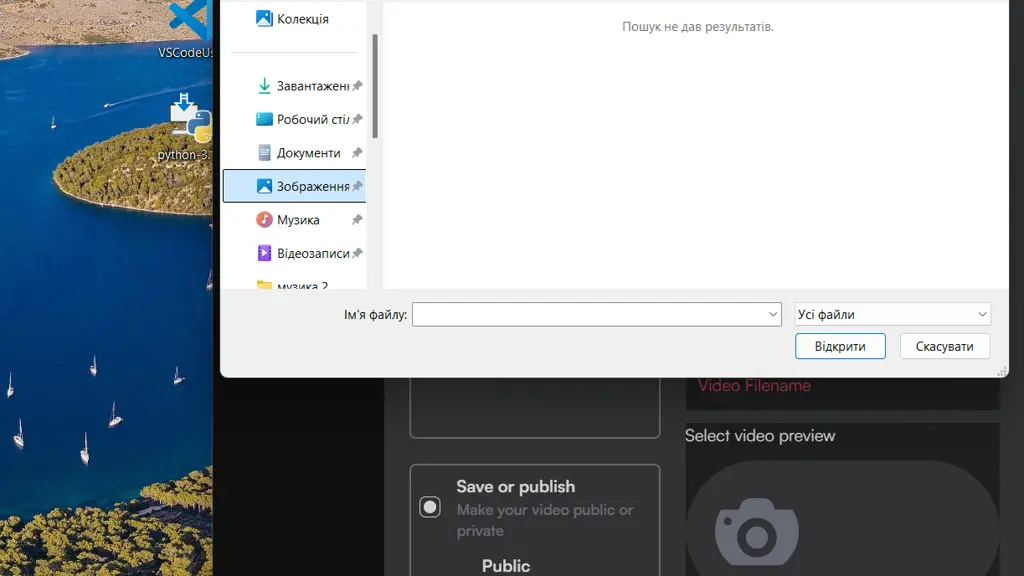 VSCodeUs
python-3.
Колекція
Завантажен
Робочий стіл
Документи
Зображення
Музика
Відеозаписи
музика 2
Пошук не дав результатів.
Ім'я файлу:
Усі файли
Відкрити
Скасувати
Video Filename
Select video preview
Save or publish
Make your video public or
private
Public